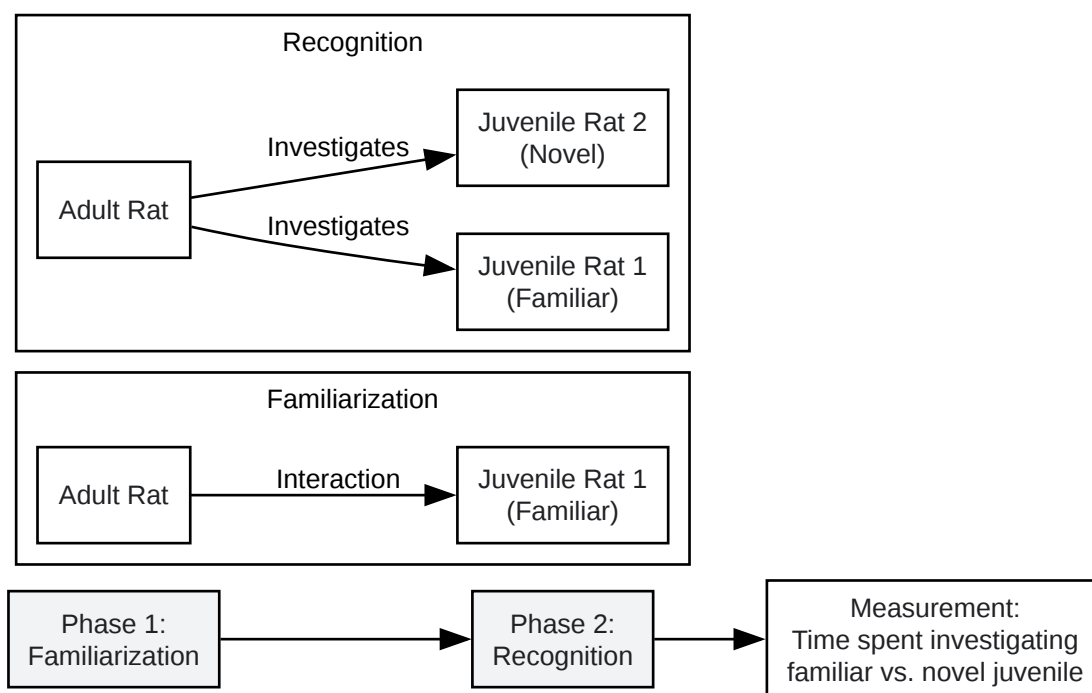 Recognition
Juvenile Rat 2
(Novel)
Investigates
Adult Rat
Investigates
Juvenile Rat 1
(Familiar)
Familiarization
Adult Rat
Interaction
Juvenile Rat 1
(Familiar)
Phase 1:
Familiarization
Phase 2:
Recognition
Measurement:
Time spent investigating
familiar vs. novel juvenile